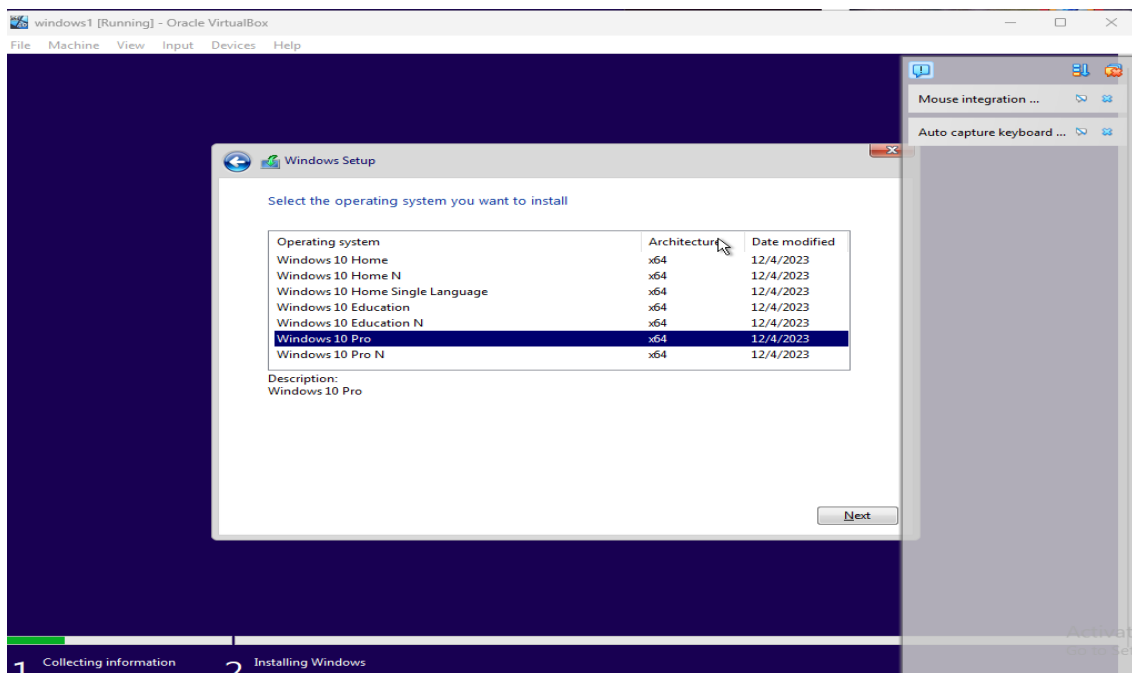 windows1 [Running] - Oracle VirtualBox
File Machine View Input Devices Help
Mouse integration ...
Auto capture keyboard ...
Windows Setup
Select the operating system you want to install
Operating system Architecture Date modified
Windows 10 Home x64 12/4/2023
Windows 10 Home N x64 12/4/2023
Windows 10 Home Single Language x64 12/4/2023
Windows 10 Education x64 12/4/2023
Windows 10 Education N x64 12/4/2023
Windows 10 Pro x64 12/4/2023
Windows 10 Pro N x64 12/4/2023
Description:
Windows 10 Pro
Next
Activat
Go to Set
1 Collecting information 2 Installing Windows